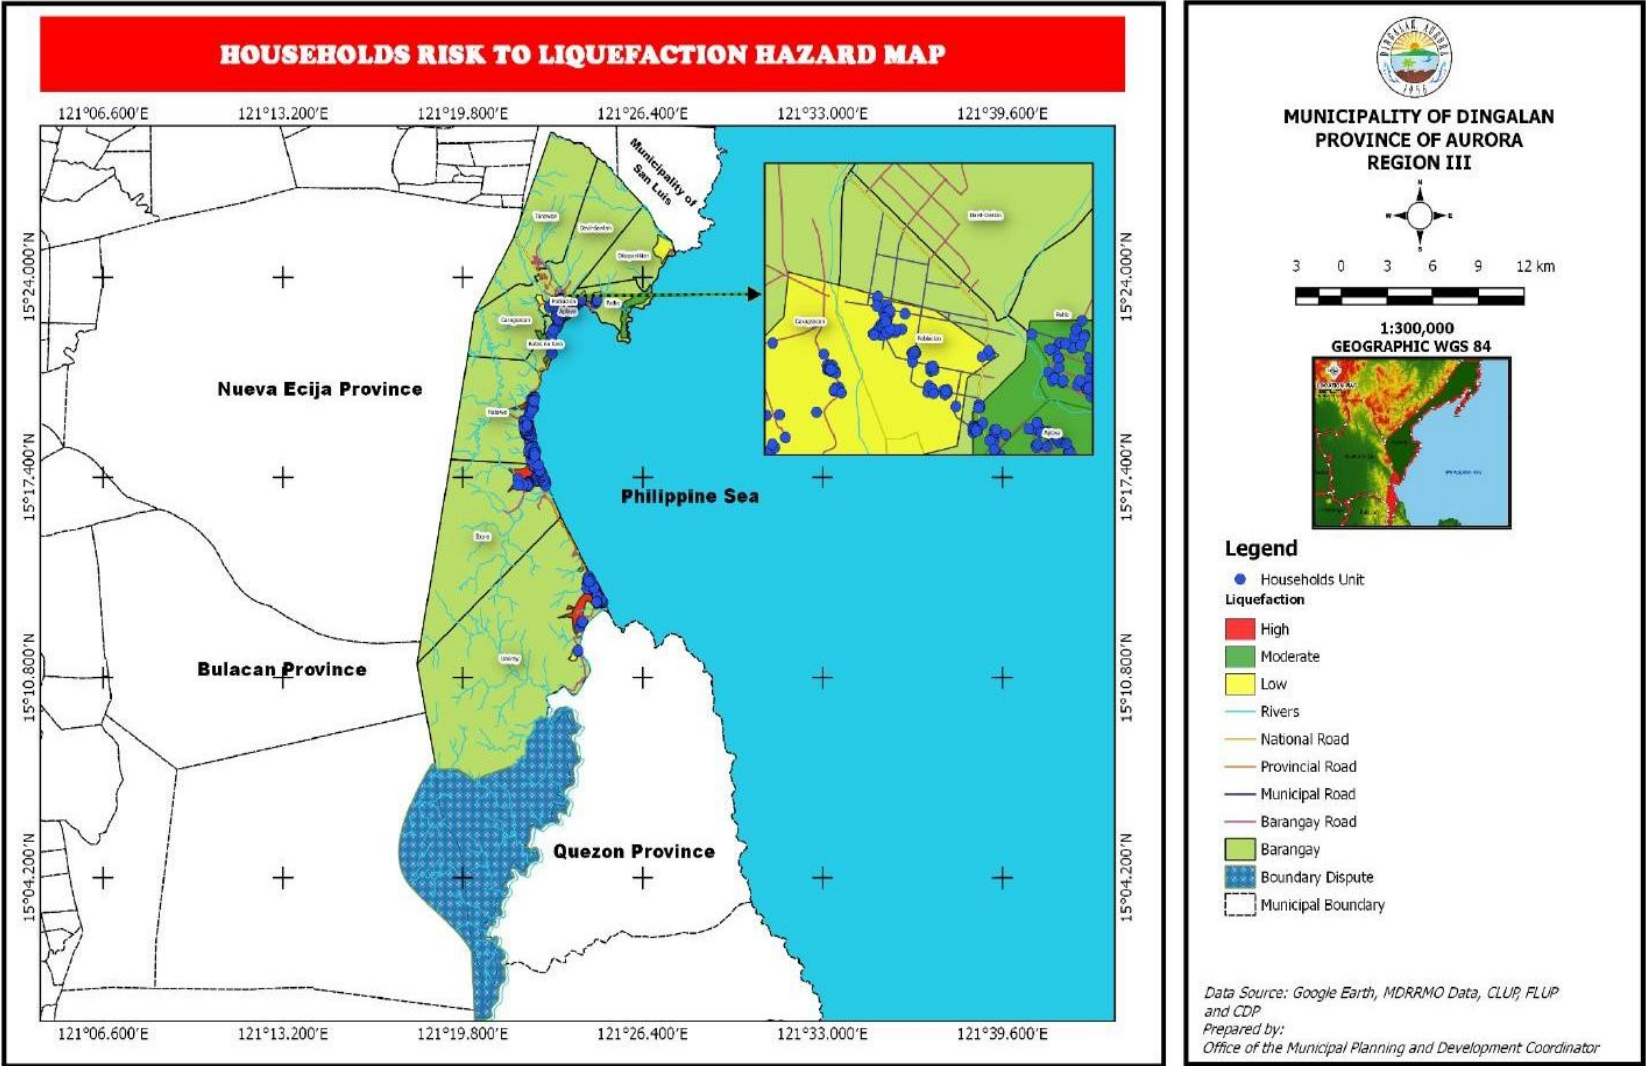 HOUSEHOLDS RISK TO LIQUEFACTION HAZARD MAP
121°06.600'E 121°13.200'E 121°19.800'E 121°26.400'E 121°33.000'E 121°39.600'E
Municipality of
San Luis
15°24.000'N
15°24.000'N
Nueva Ecija Province
15°17.400'N
15°17.400'N
Philippine Sea
15°10.800'N
15°10.800'N
Bulacan Province
Quezon Province
15°04.200'N
15°04.200'N
Poblacion
Paltic
Aplaya
Caragsacan
121°06.600'E 121°13.200'E 121°19.800'E 121°26.400'E 121°33.000'E 121°39.600'E
DINGALAN, AURORA
1956
MUNICIPALITY OF DINGALAN
PROVINCE OF AURORA
REGION III
N
W E
S
3 0 3 6 9 12 km
1:300,000
GEOGRAPHIC WGS 84
Legend
Households Unit
Liquefaction
High
Moderate
Low
Rivers
National Road
Provincial Road
Municipal Road
Barangay Road
Barangay
Boundary Dispute
Municipal Boundary
Data Source: Google Earth, MDRRMO Data, CLUP, FLUP
and CDP
Prepared by:
Office of the Municipal Planning and Development Coordinator